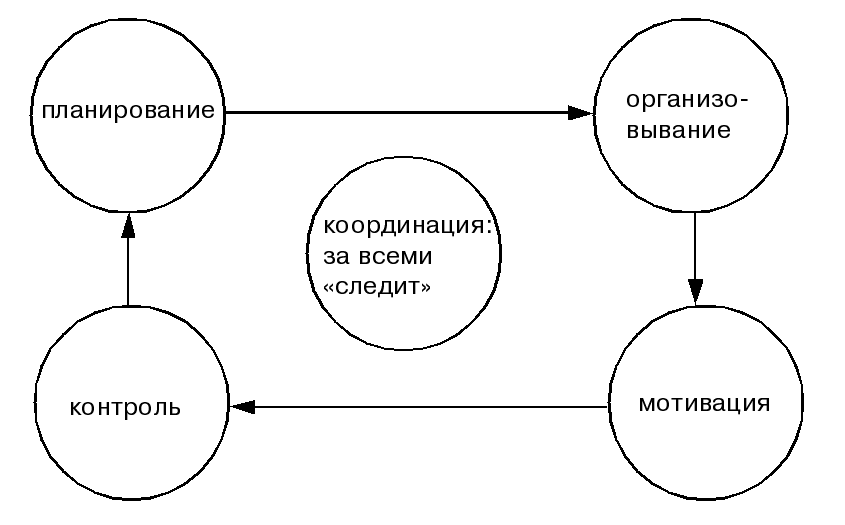 планирование
организо-
вывание
координация:
за всеми
«следит»
контроль
мотивация